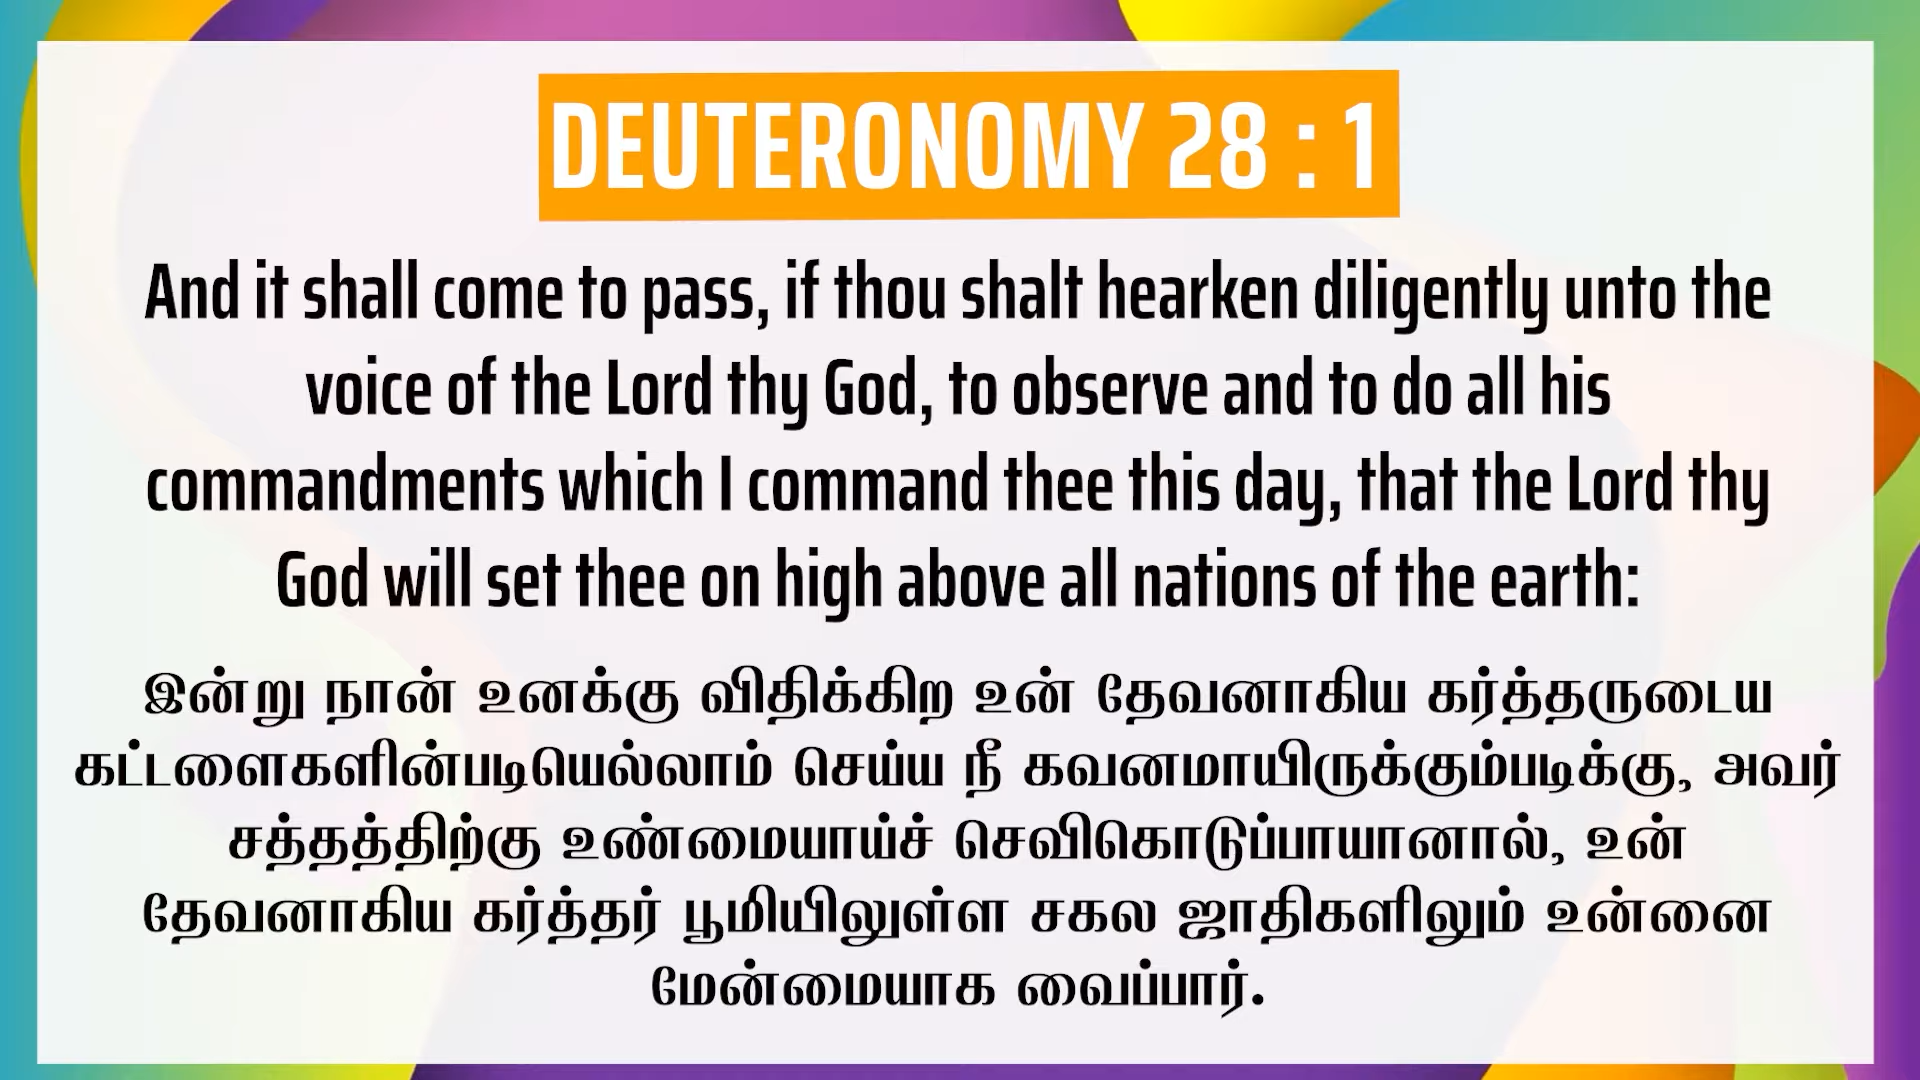 DEUTERONOMY 28 : 1
And it shall come to pass, if thou shalt hearken diligently unto the
voice of the Lord thy God, to observe and to do all his
commandments which I command thee this day, that the Lord thy
God will set thee on high above all nations of the earth:
இன்று நான் உனக்கு விதிக்கிற உன் தேவனாகிய கர்த்தருடைய
கட்டளைகளின்படியெல்லாம் செய்ய நீ கவனமாயிருக்கும்படிக்கு, அவர்
சத்தத்திற்கு உண்மையாய்ச் செவிகொடுப்பாயானால், உன்
தேவனாகிய கர்த்தர் பூமியிலுள்ள சகல ஜாதிகளிலும் உன்னை
மேன்மையாக வைப்பார்.